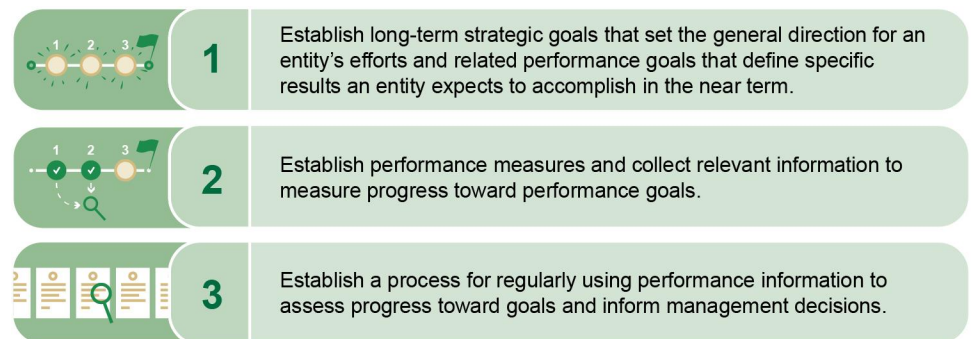 1 2 3
1
Establish long-term strategic goals that set the general direction for an
entity's efforts and related performance goals that define specific
results an entity expects to accomplish in the near term.
1 2 3
2
Establish performance measures and collect relevant information to
measure progress toward performance goals.
3
Establish a process for regularly using performance information to
assess progress toward goals and inform management decisions.